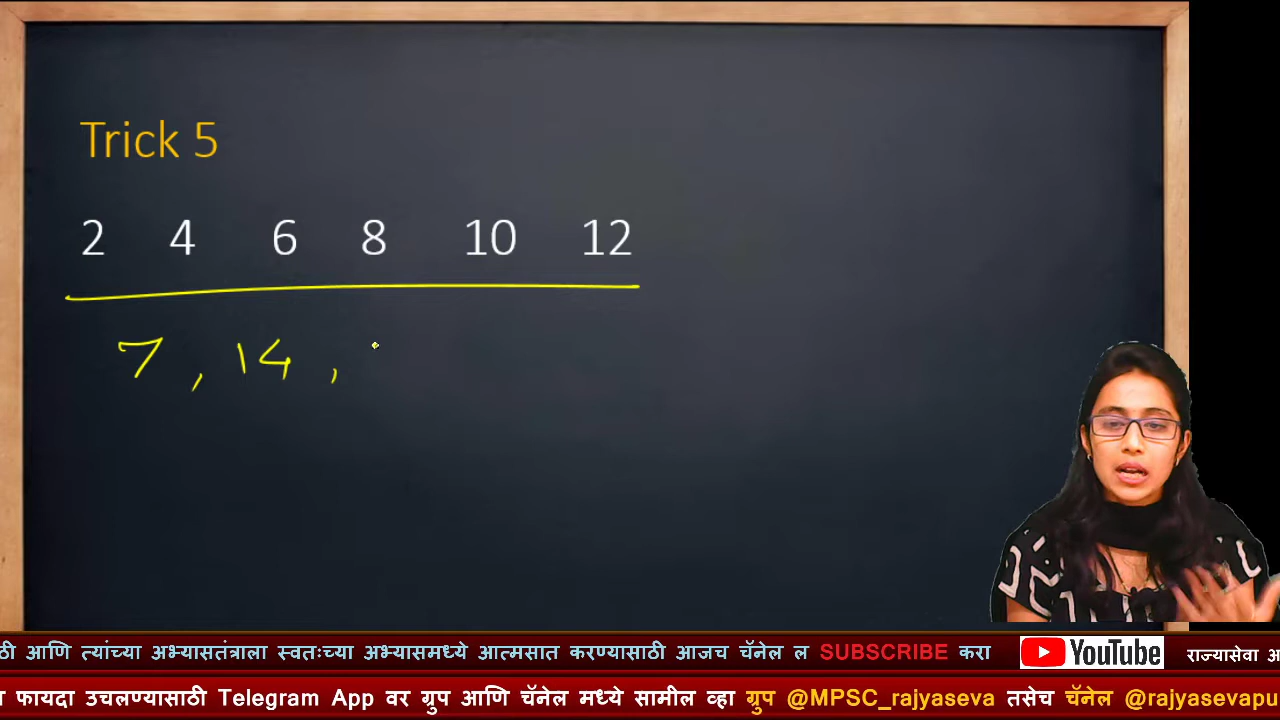 Trick 5
2 4 6 8 10 12
7 , 14 ,
ठी आणि त्यांच्या अभ्यासतंत्राला स्वतःच्या अभ्यासमध्ये आत्मसात करण्यासाठी आजच चॅनेल ल SUBSCRIBE करा
YouTube
राज्यासेवा अ
फायदा उचलण्यासाठी Telegram App वर ग्रुप आणि चॅनेल मध्ये सामील व्हा ग्रुप @MPSC_rajyaseva तसेच चॅनेल @rajyasevapu